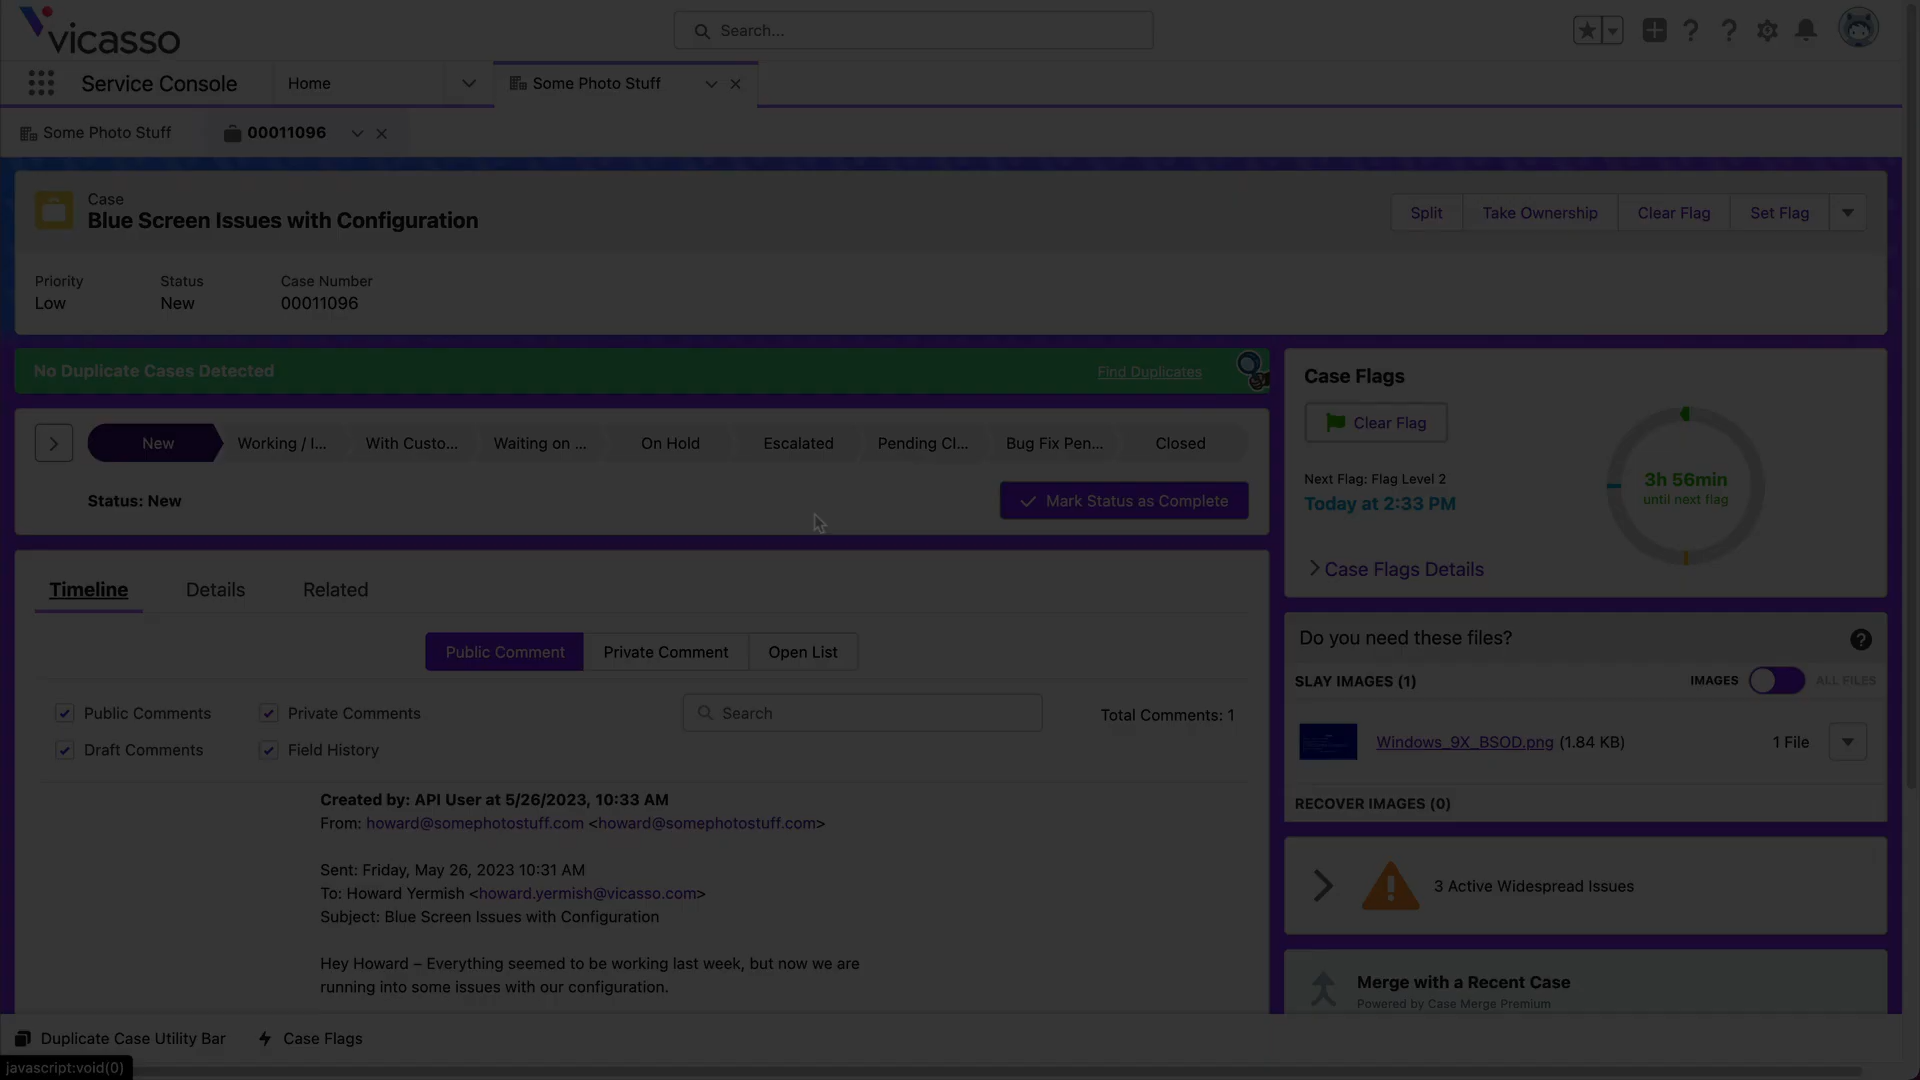 vicasso
Search...
Service Console
Home
Some Photo Stuff
Some Photo Stuff
00011096
Case
Blue Screen Issues with Configuration
Split
Take Ownership
Clear Flag
Set Flag
Priority
Status
Case Number
Low
New
00011096
No Duplicate Cases Detected
Find Duplicates
New
Working / I...
With Custo...
Waiting on ...
On Hold
Escalated
Pending Cl...
Bug Fix Pen...
Closed
Status: New
Mark Status as Complete
Timeline
Details
Related
Public Comment
Private Comment
Open List
Public Comments
Private Comments
Draft Comments
Field History
Search
Total Comments: 1
Created by: API User at 5/26/2023, 10:33 AM
From: howard@somephotostuff.com <howard@somephotostuff.com>
Sent: Friday, May 26, 2023 10:31 AM
To: Howard Yermish <howard.yermish@vicasso.com>
Subject: Blue Screen Issues with Configuration
Hey Howard – Everything seemed to be working last week, but now we are
running into some issues with our configuration.
Case Flags
Clear Flag
Next Flag: Flag Level 2
Today at 2:33 PM
3h 56min
until next flag
Case Flags Details
Do you need these files?
SLAY IMAGES (1)
IMAGES
ALL FILES
Windows_9X_BSOD.png (1.84 KB)
1 File
RECOVER IMAGES (0)
3 Active Widespread Issues
Merge with a Recent Case
Powered by Case Merge Premium
Duplicate Case Utility Bar
Case Flags
javascript:void(0)